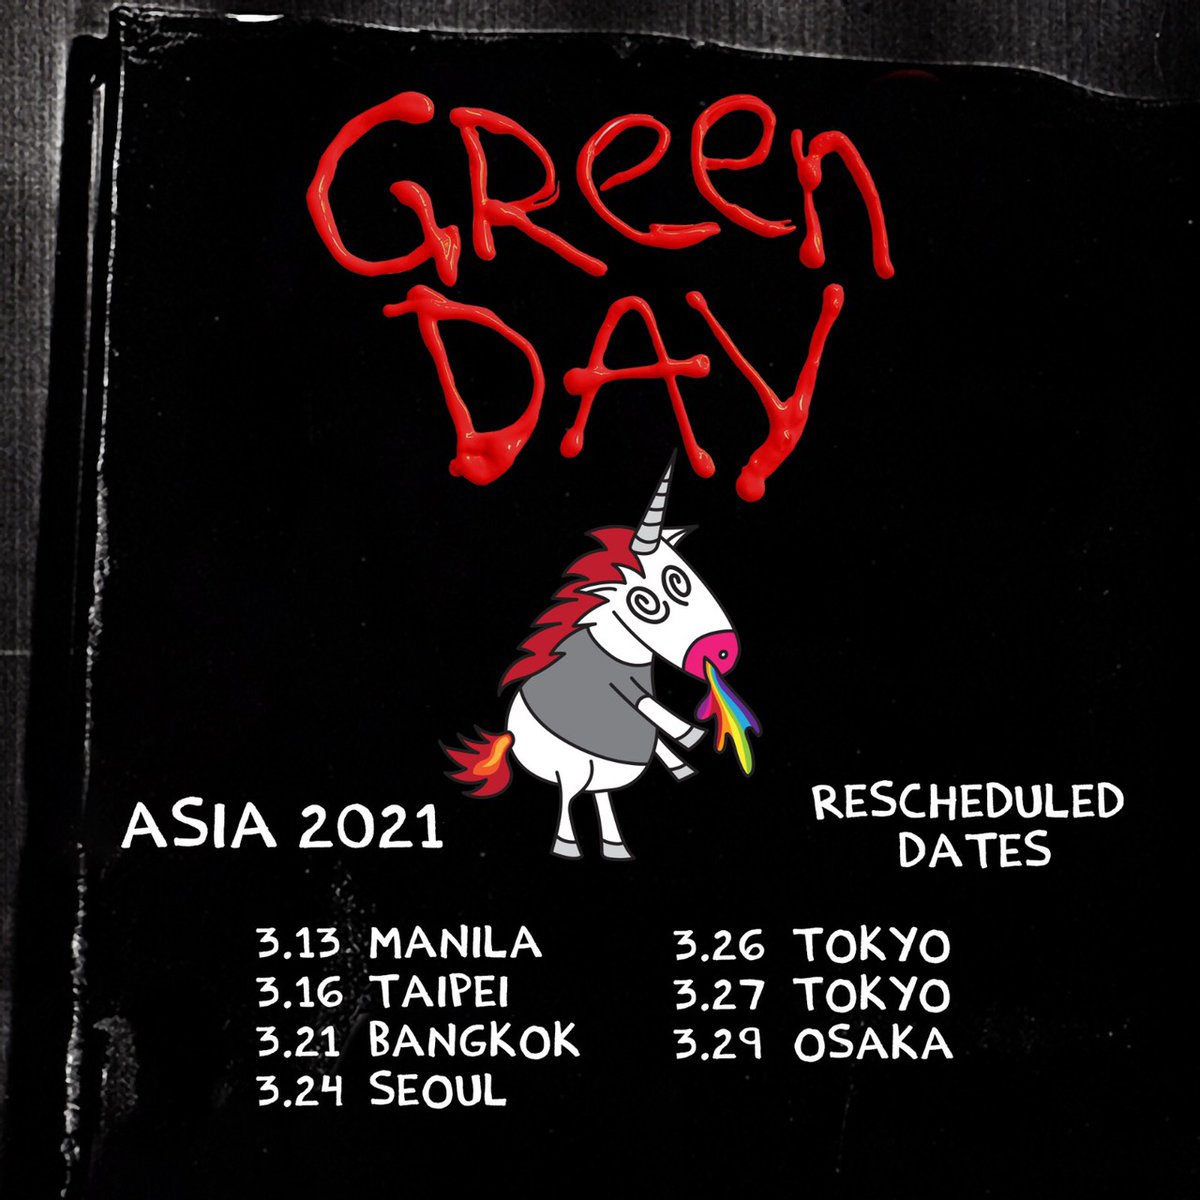 GReen
DAY
ASIA 2021
RESCHEDULED
DATES
3.13 MANILA
3.16 TAIPEI
3.21 BANGKOK
3.24 SEOUL
3.26 TOKYO
3.27 TOKYO
3.29 OSAKA